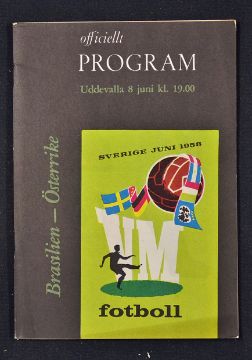 officiellt
PROGRAM
Uddevalla 8 juni kl. 19.00
Brasilien – Österrike
SVERIGE JUNI 1958
VM
fotboll